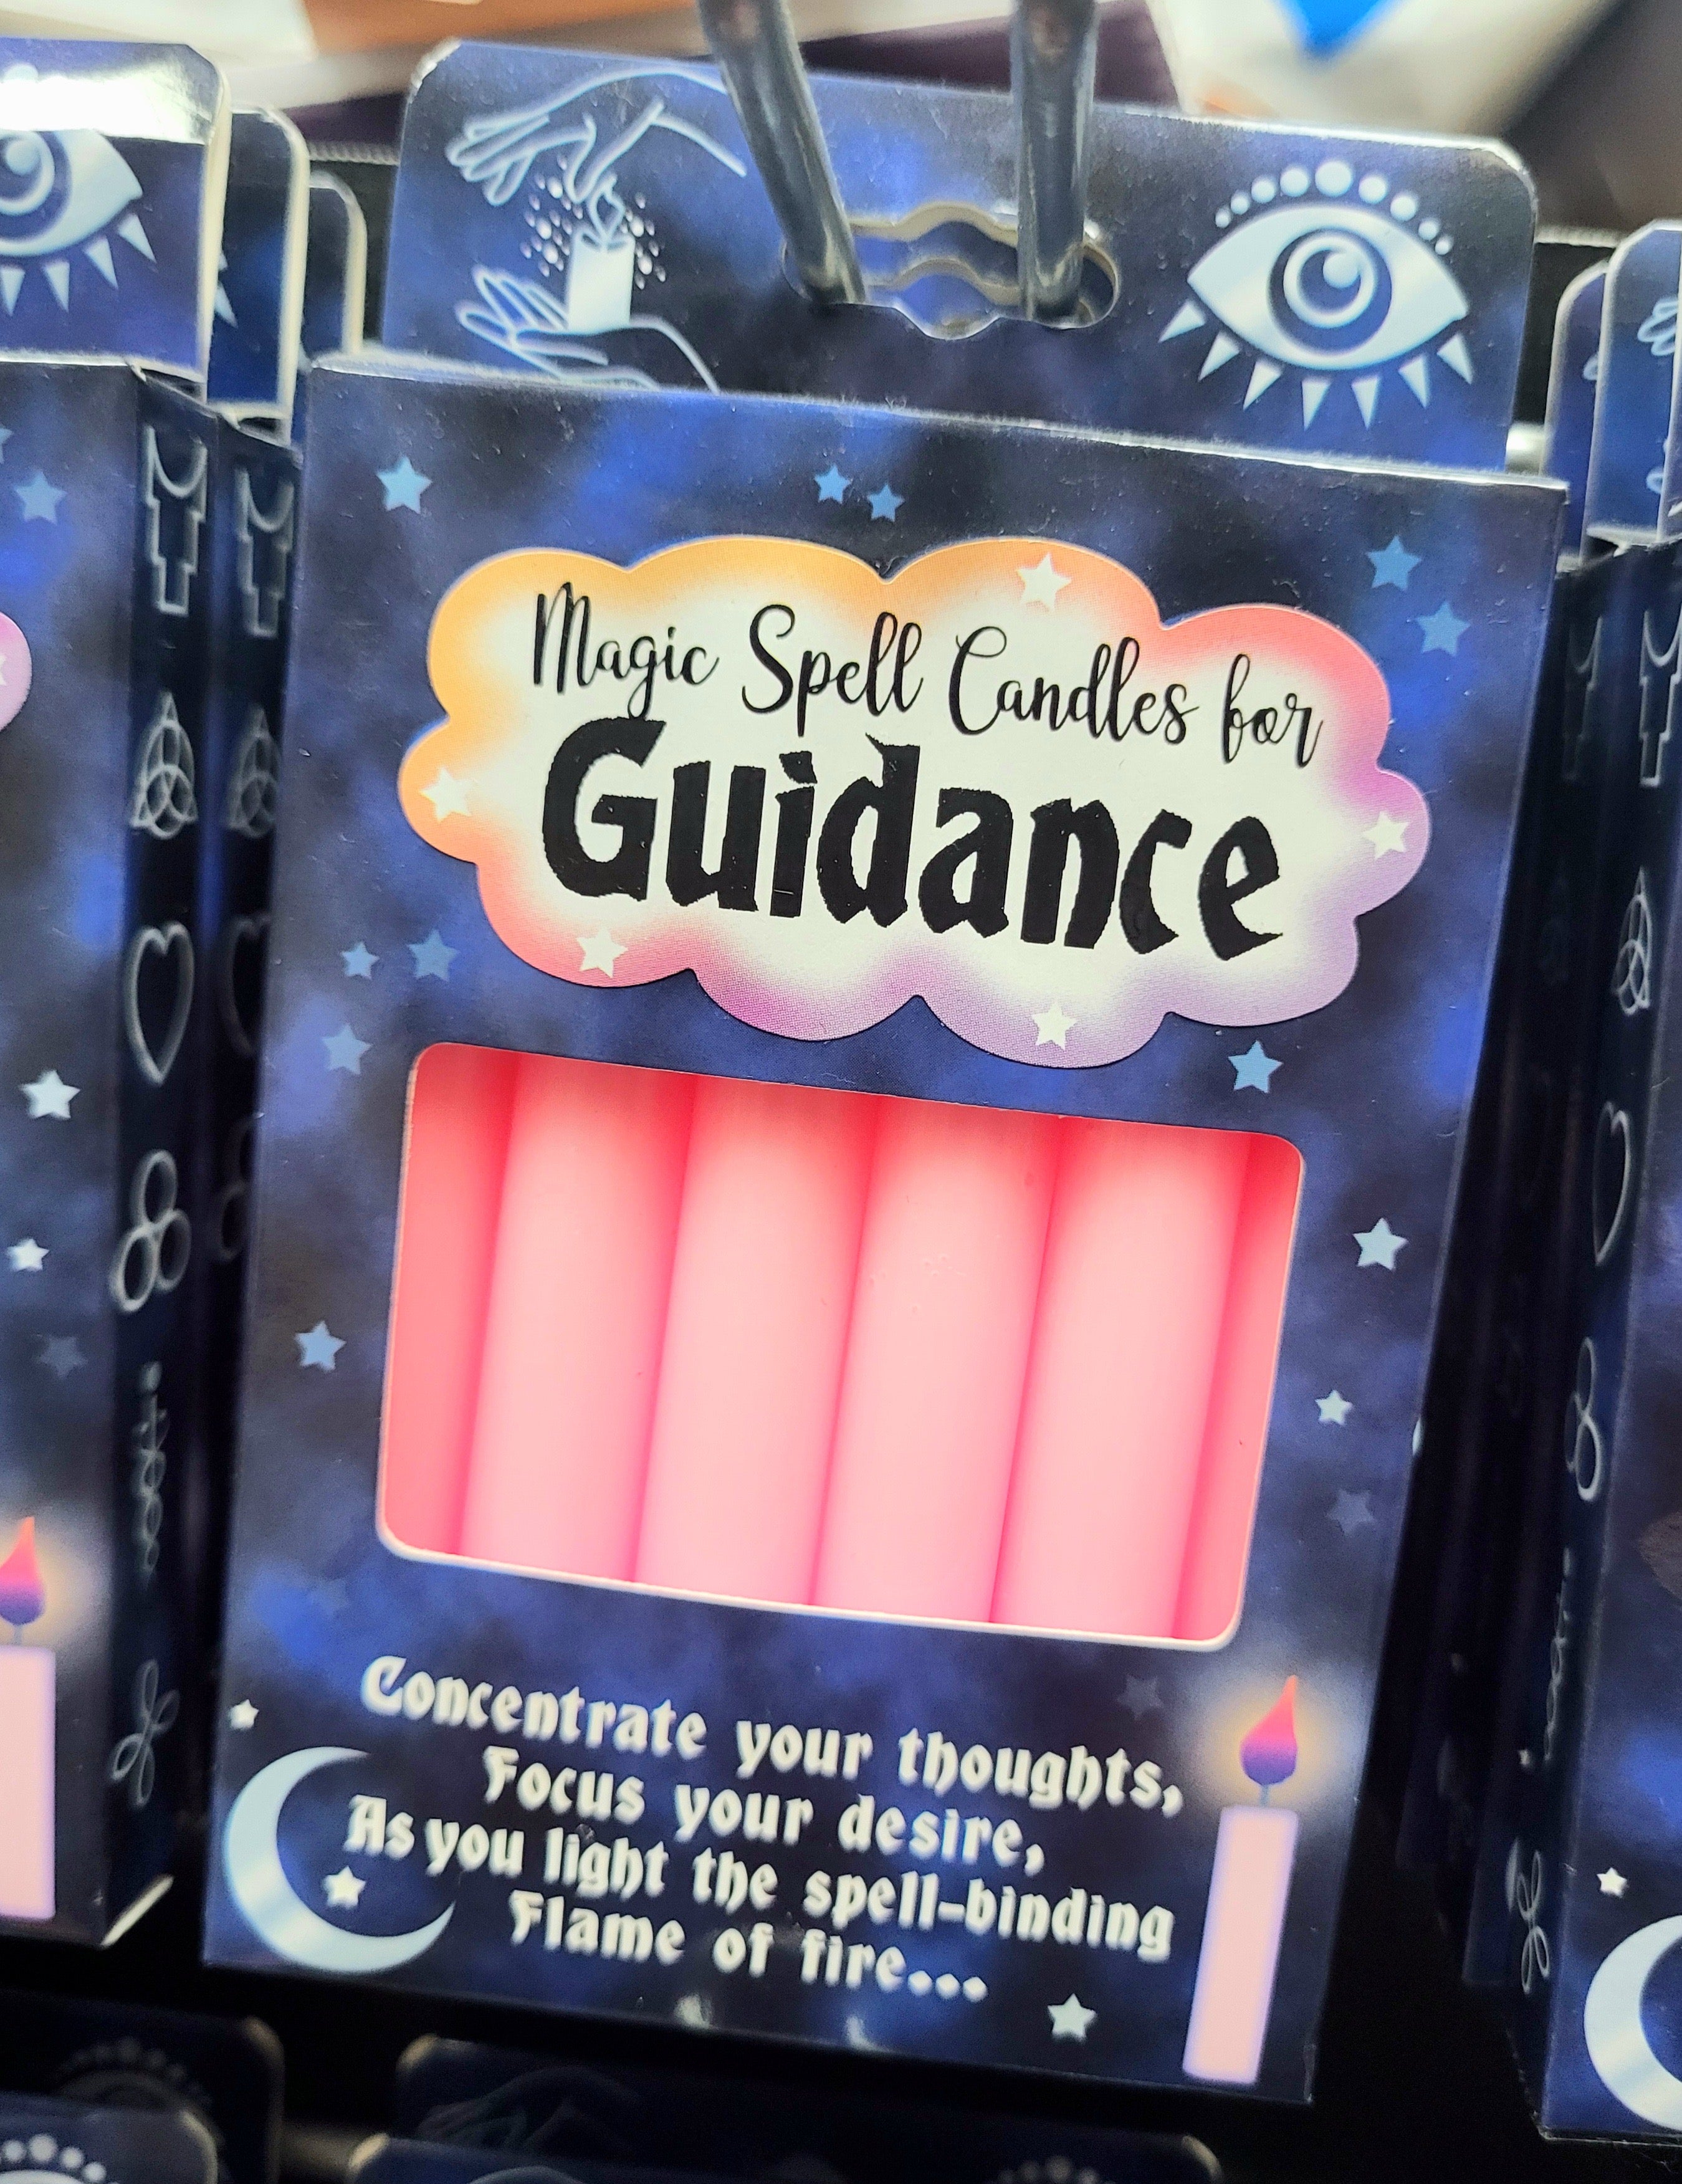 Magic Spell Candles for
Guidance
Concentrate your thoughts,
Focus your desire,
As you light the spell-binding
Flame of fire...